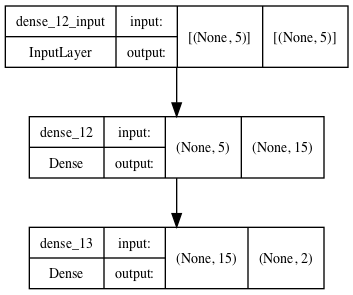 dense_12_input input: [(None, 5)] [(None, 5)]
InputLayer output:
dense_12 input: (None, 5) (None, 15)
Dense output:
dense_13 input: (None, 15) (None, 2)
Dense output: